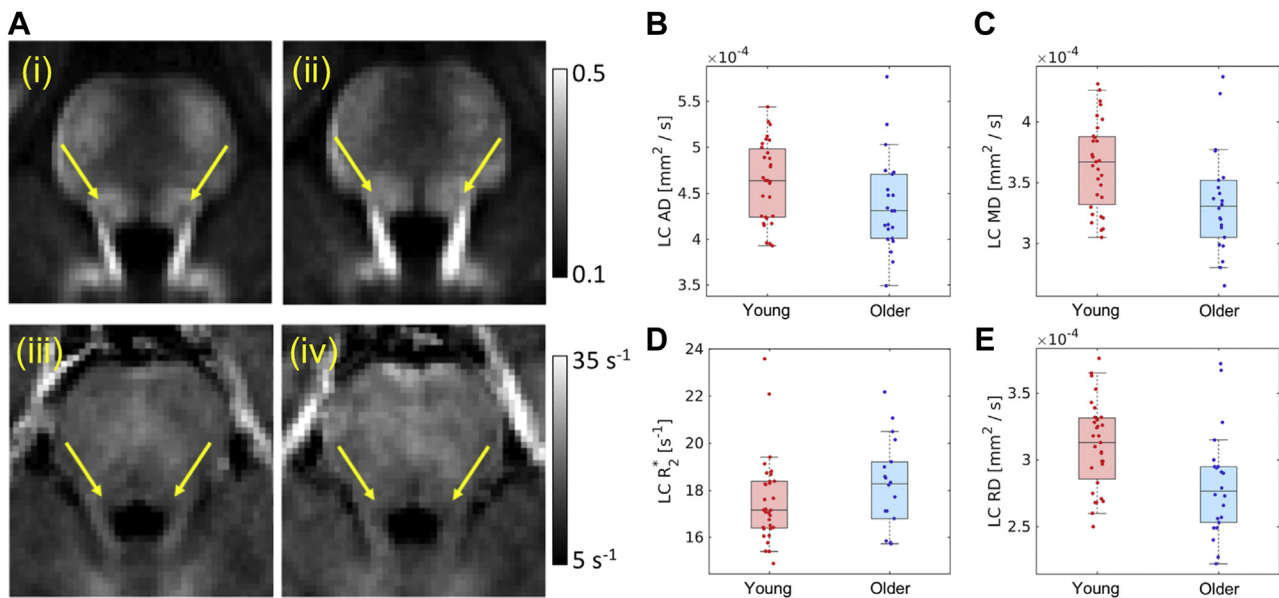 A
(i)
(ii)
0.5
0.1
(iii)
(iv)
35 s⁻¹
5 s⁻¹
B
×10⁻⁴
LC AD [mm² / s]
5.5
5
4.5
4
3.5
Young Older
C
×10⁻⁴
LC MD [mm² / s]
4
3.5
3
Young Older
D
LC R₂* [s⁻¹]
24
22
20
18
16
Young Older
E
×10⁻⁴
LC RD [mm² / s]
3.5
3
2.5
Young Older